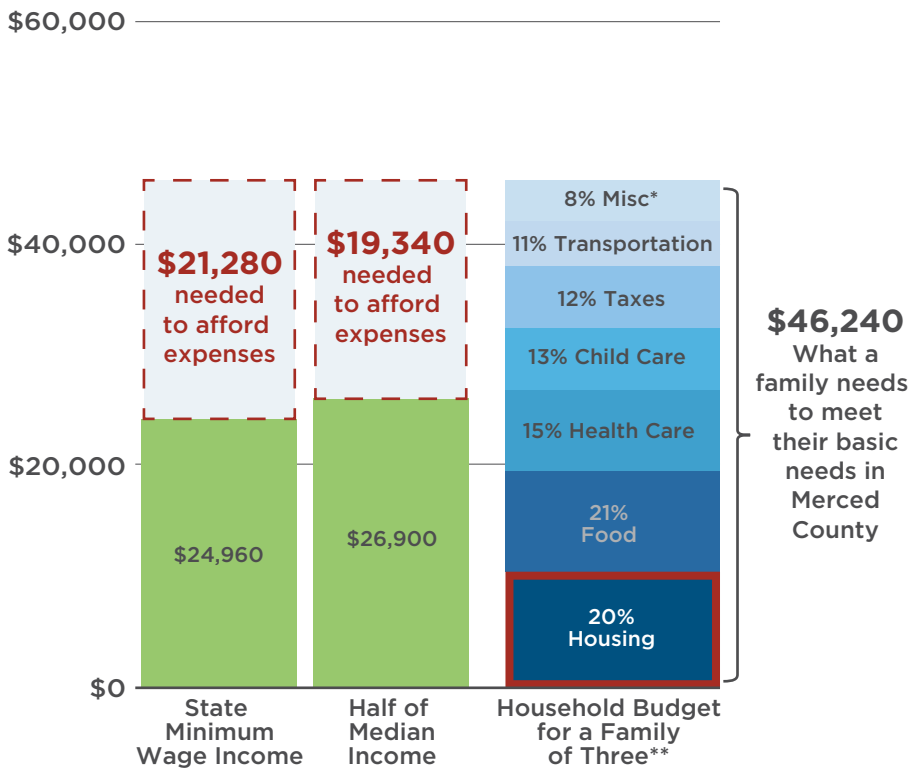 $60,000
$40,000
$20,000
$0
$21,280
needed
to afford
expenses
$24,960
$19,340
needed
to afford
expenses
$26,900
8% Misc*
11% Transportation
12% Taxes
13% Child Care
15% Health Care
21%
Food
20%
Housing
$46,240
What a
family needs
to meet
their basic
needs in
Merced
County
State
Minimum
Wage Income
Half of
Median
Income
Household Budget
for a Family
of Three**